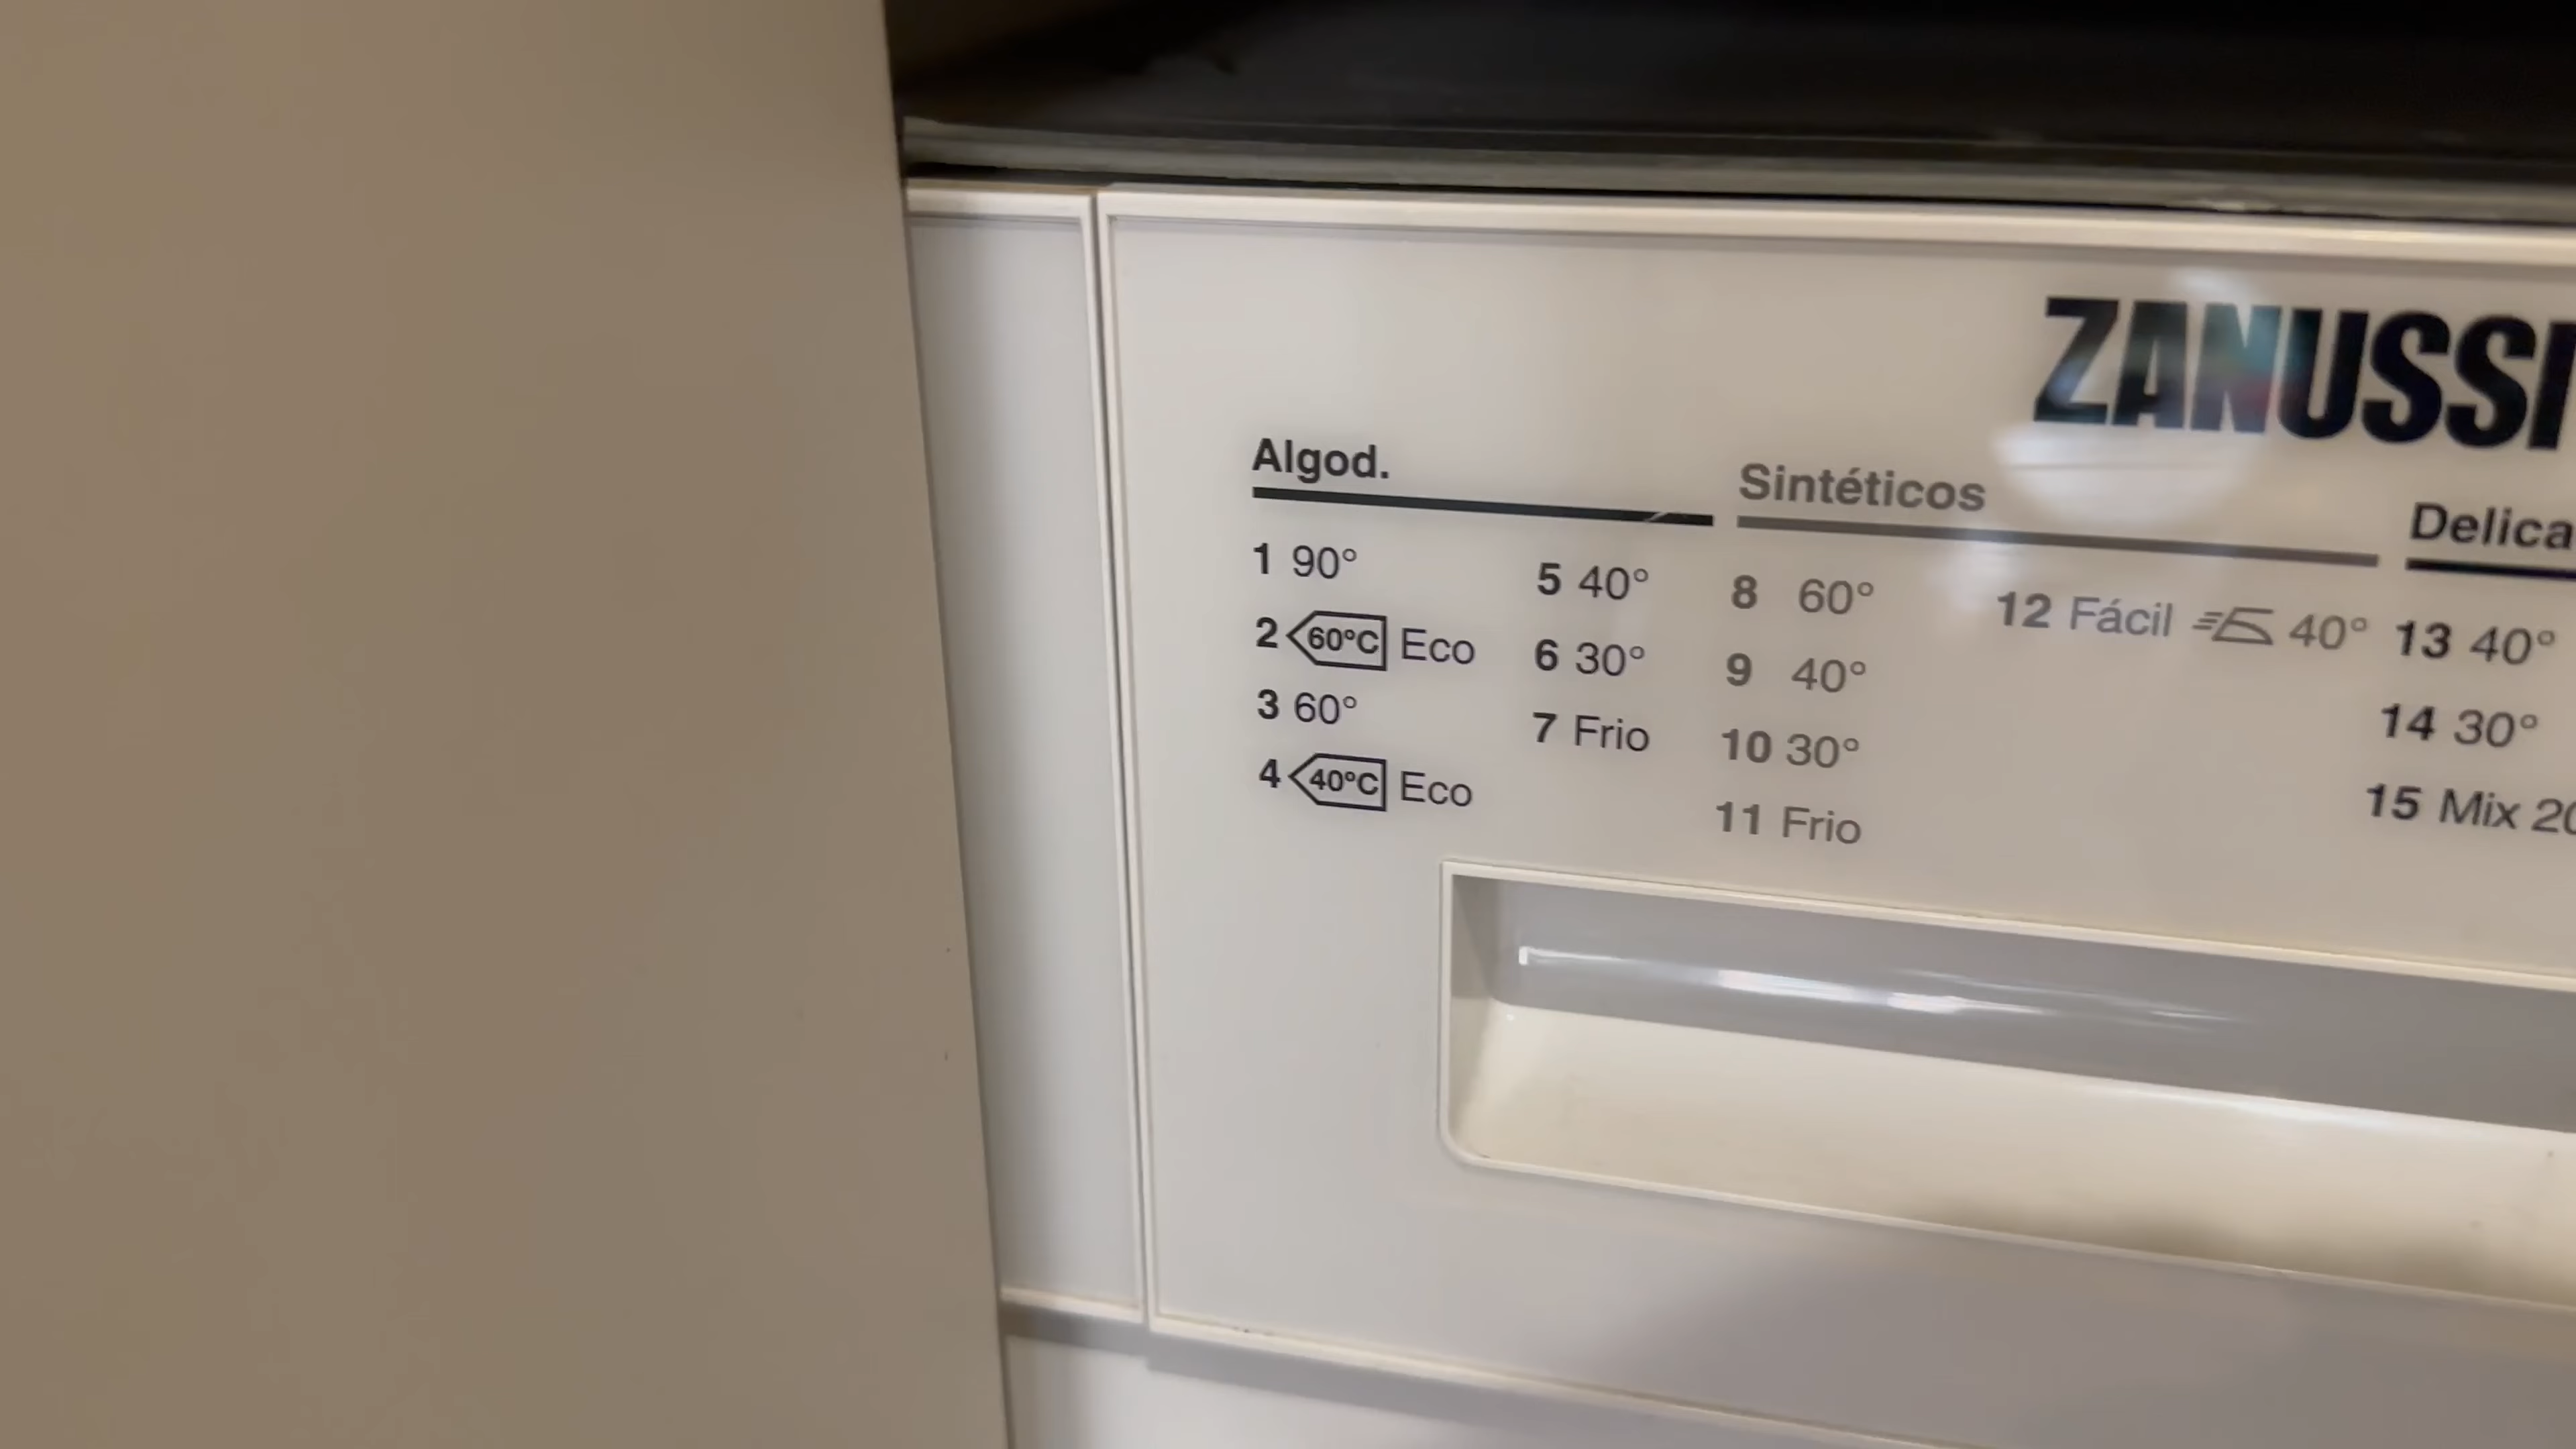 ZANUSSI
Algod.
1 90°
2 60°C Eco
3 60°
4 40°C Eco
5 40°
6 30°
7 Frio
Sintéticos
8 60°
9 40°
10 30°
11 Frio
12 Fácil 40°
13 40°
14 30°
15 Mix